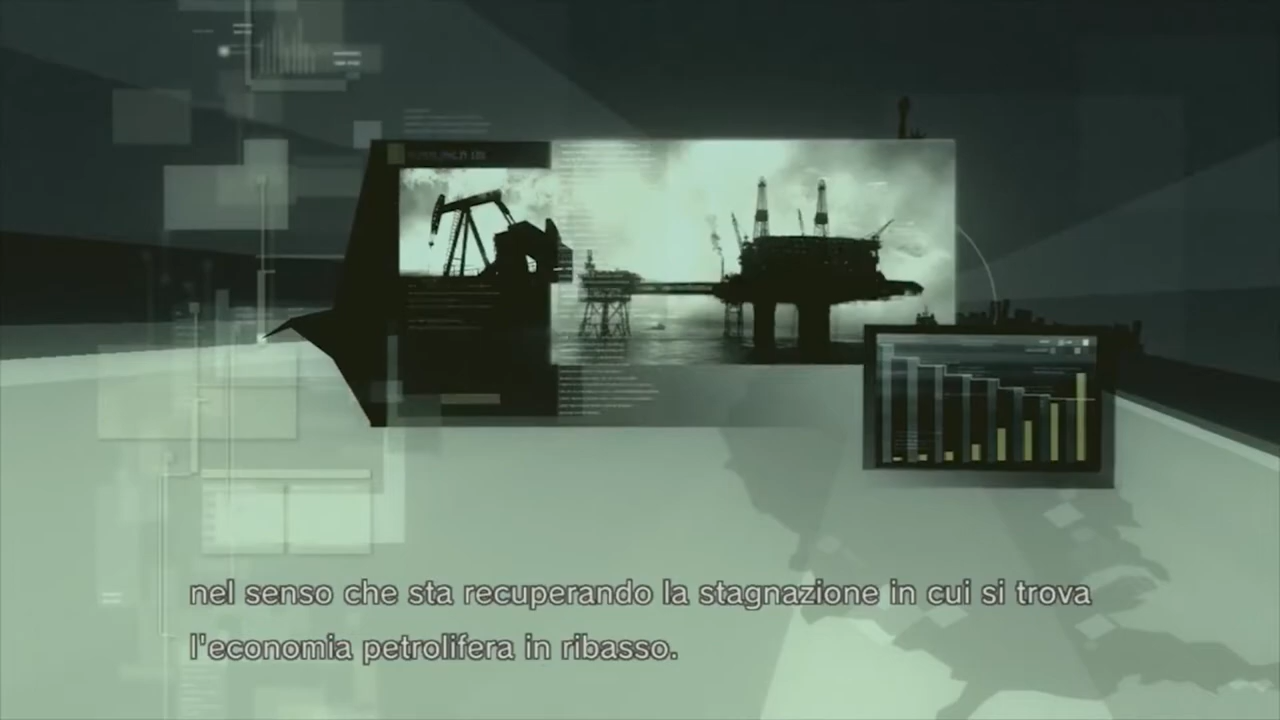 nel senso che sta recuperando la stagnazione in cui si trova
l'economia petrolifera in ribasso.